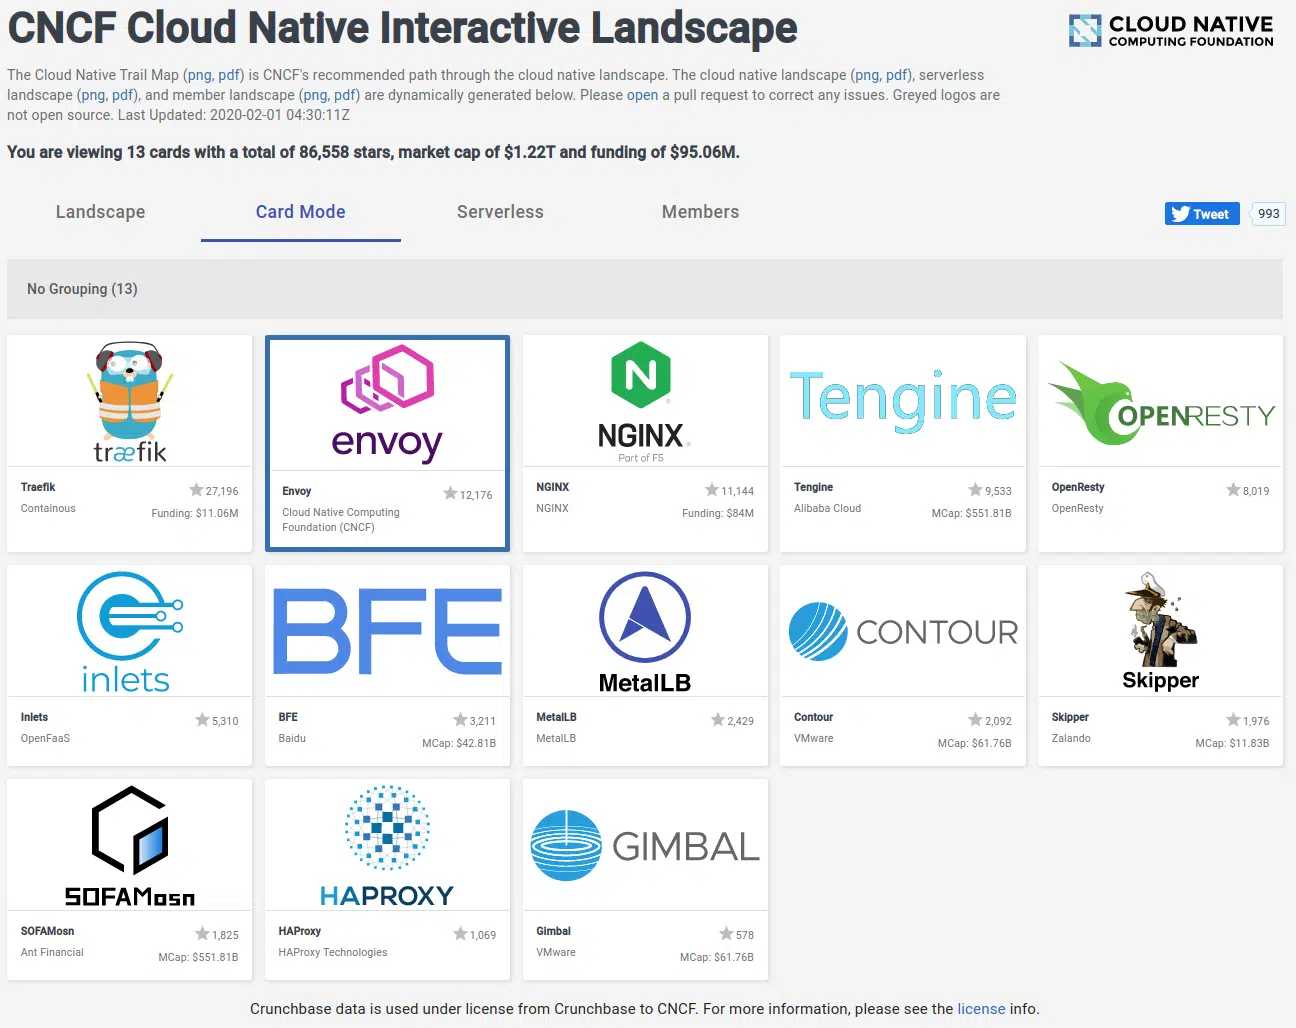 CNCF Cloud Native Interactive Landscape
CLOUD NATIVE
COMPUTING FOUNDATION
The Cloud Native Trail Map (png, pdf) is CNCF's recommended path through the cloud native landscape. The cloud native landscape (png, pdf), serverless
landscape (png, pdf), and member landscape (png, pdf) are dynamically generated below. Please open a pull request to correct any issues. Greyed logos are
not open source. Last Updated: 2020-02-01 04:30:11Z
You are viewing 13 cards with a total of 86,558 stars, market cap of $1.22T and funding of $95.06M.
Landscape
Card Mode
Serverless
Members
Tweet
993
No Grouping (13)
træfik
Traefik
27,196
Containous
Funding: $11.06M
envoy
Envoy
12,176
Cloud Native Computing
Foundation (CNCF)
N
NGINX
Part of F5
NGINX
11,144
NGINX
Funding: $84M
Tengine
Tengine
9,533
Alibaba Cloud
MCap: $551.81B
OPENRESTY
OpenResty
8,019
OpenResty
inlets
Inlets
5,310
OpenFaaS
BFE
BFE
3,211
Baidu
MCap: $42.81B
MetalLB
MetalLB
2,429
MetalLB
CONTOUR
Contour
2,092
VMware
MCap: $61.76B
Skipper
Skipper
1,976
Zalando
MCap: $11.83B
SOFAMosn
SOFAMosn
1,825
Ant Financial
MCap: $551.81B
HAPROXY
HAProxy
1,069
HAProxy Technologies
GIMBAL
Gimbal
578
VMware
MCap: $61.76B
Crunchbase data is used under license from Crunchbase to CNCF. For more information, please see the license info.